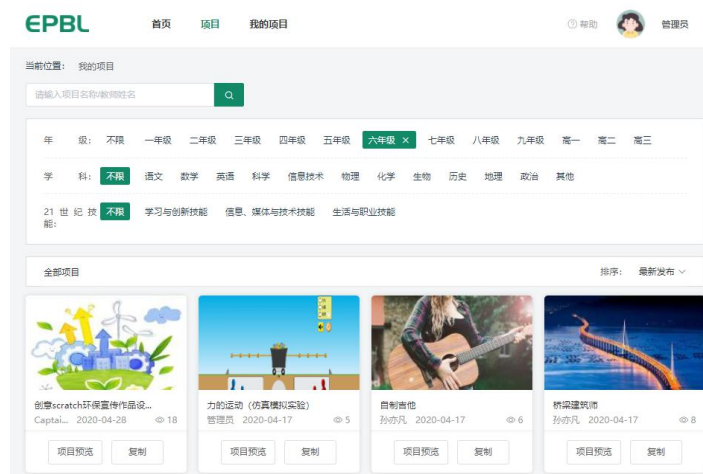 EPBL 首页 项目 我的项目 帮助 管理员
当前位置： 我的项目
请输入项目名称/教师姓名
年 级： 不限 一年级 二年级 三年级 四年级 五年级 六年级 × 七年级 八年级 九年级 高一 高二 高三
学 科： 不限 语文 数学 英语 科学 信息技术 物理 化学 生物 历史 地理 政治 其他
21 世 纪 技能： 不限 学习与创新技能 信息、媒体与技术技能 生活与职业技能
全部项目 排序： 最新发布
创意scratch环保宣传作品设... 力的运动（仿真模拟实验） 自制吉他 桥梁建筑师
Captai... 2020-04-28 18 管理员 2020-04-17 5 孙亦凡 2020-04-17 6 孙亦凡 2020-04-17 8
项目预览 复制 项目预览 复制 项目预览 复制 项目预览 复制